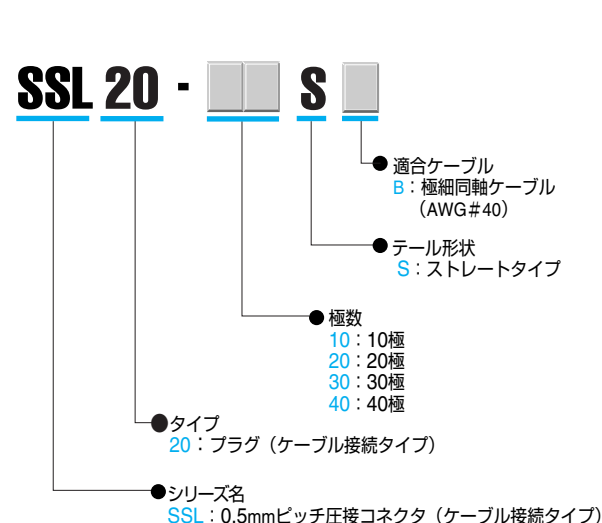 SSL 20 - S
適合ケーブル
B：極細同軸ケーブル
（AWG＃40）
テール形状
S：ストレートタイプ
極数
10：10極
20：20極
30：30極
40：40極
タイプ
20：プラグ（ケーブル接続タイプ）
シリーズ名
SSL：0.5mmピッチ圧接コネクタ（ケーブル接続タイプ）